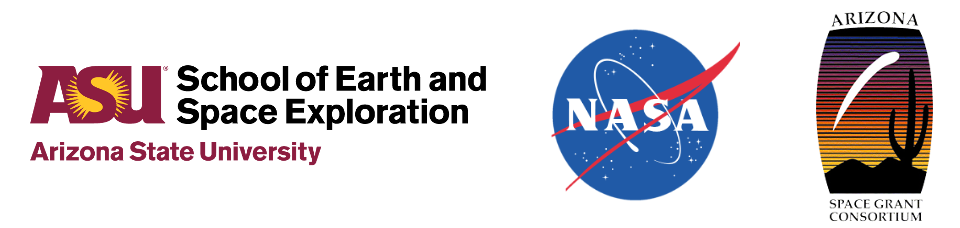 ASU School of Earth and
Space Exploration
Arizona State University
NASA
ARIZONA
SPACE GRANT
CONSORTIUM